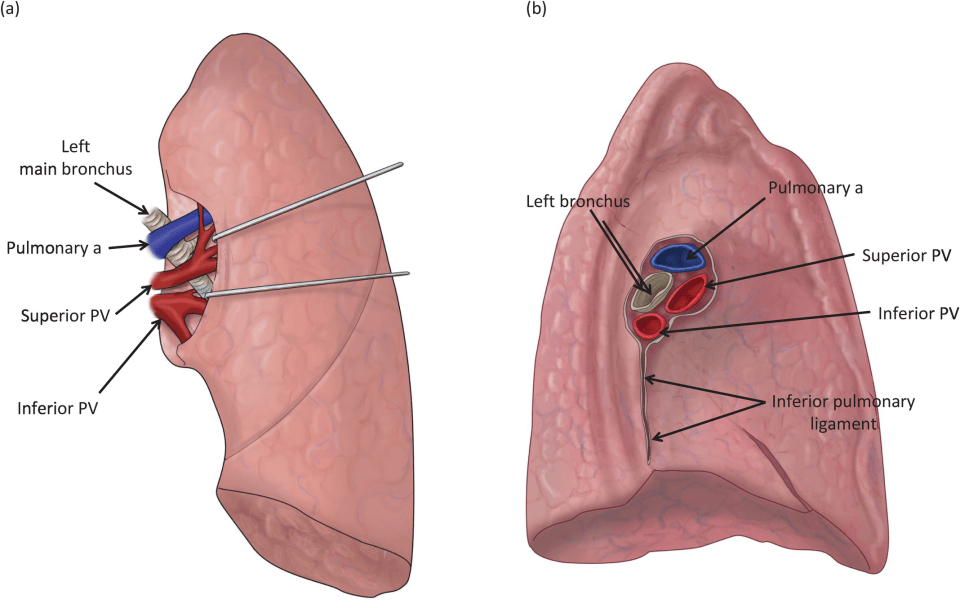 (a)
Left
main bronchus
Pulmonary a
Superior PV
Inferior PV
(b)
Left bronchus
Pulmonary a
Superior PV
Inferior PV
Inferior pulmonary
ligament